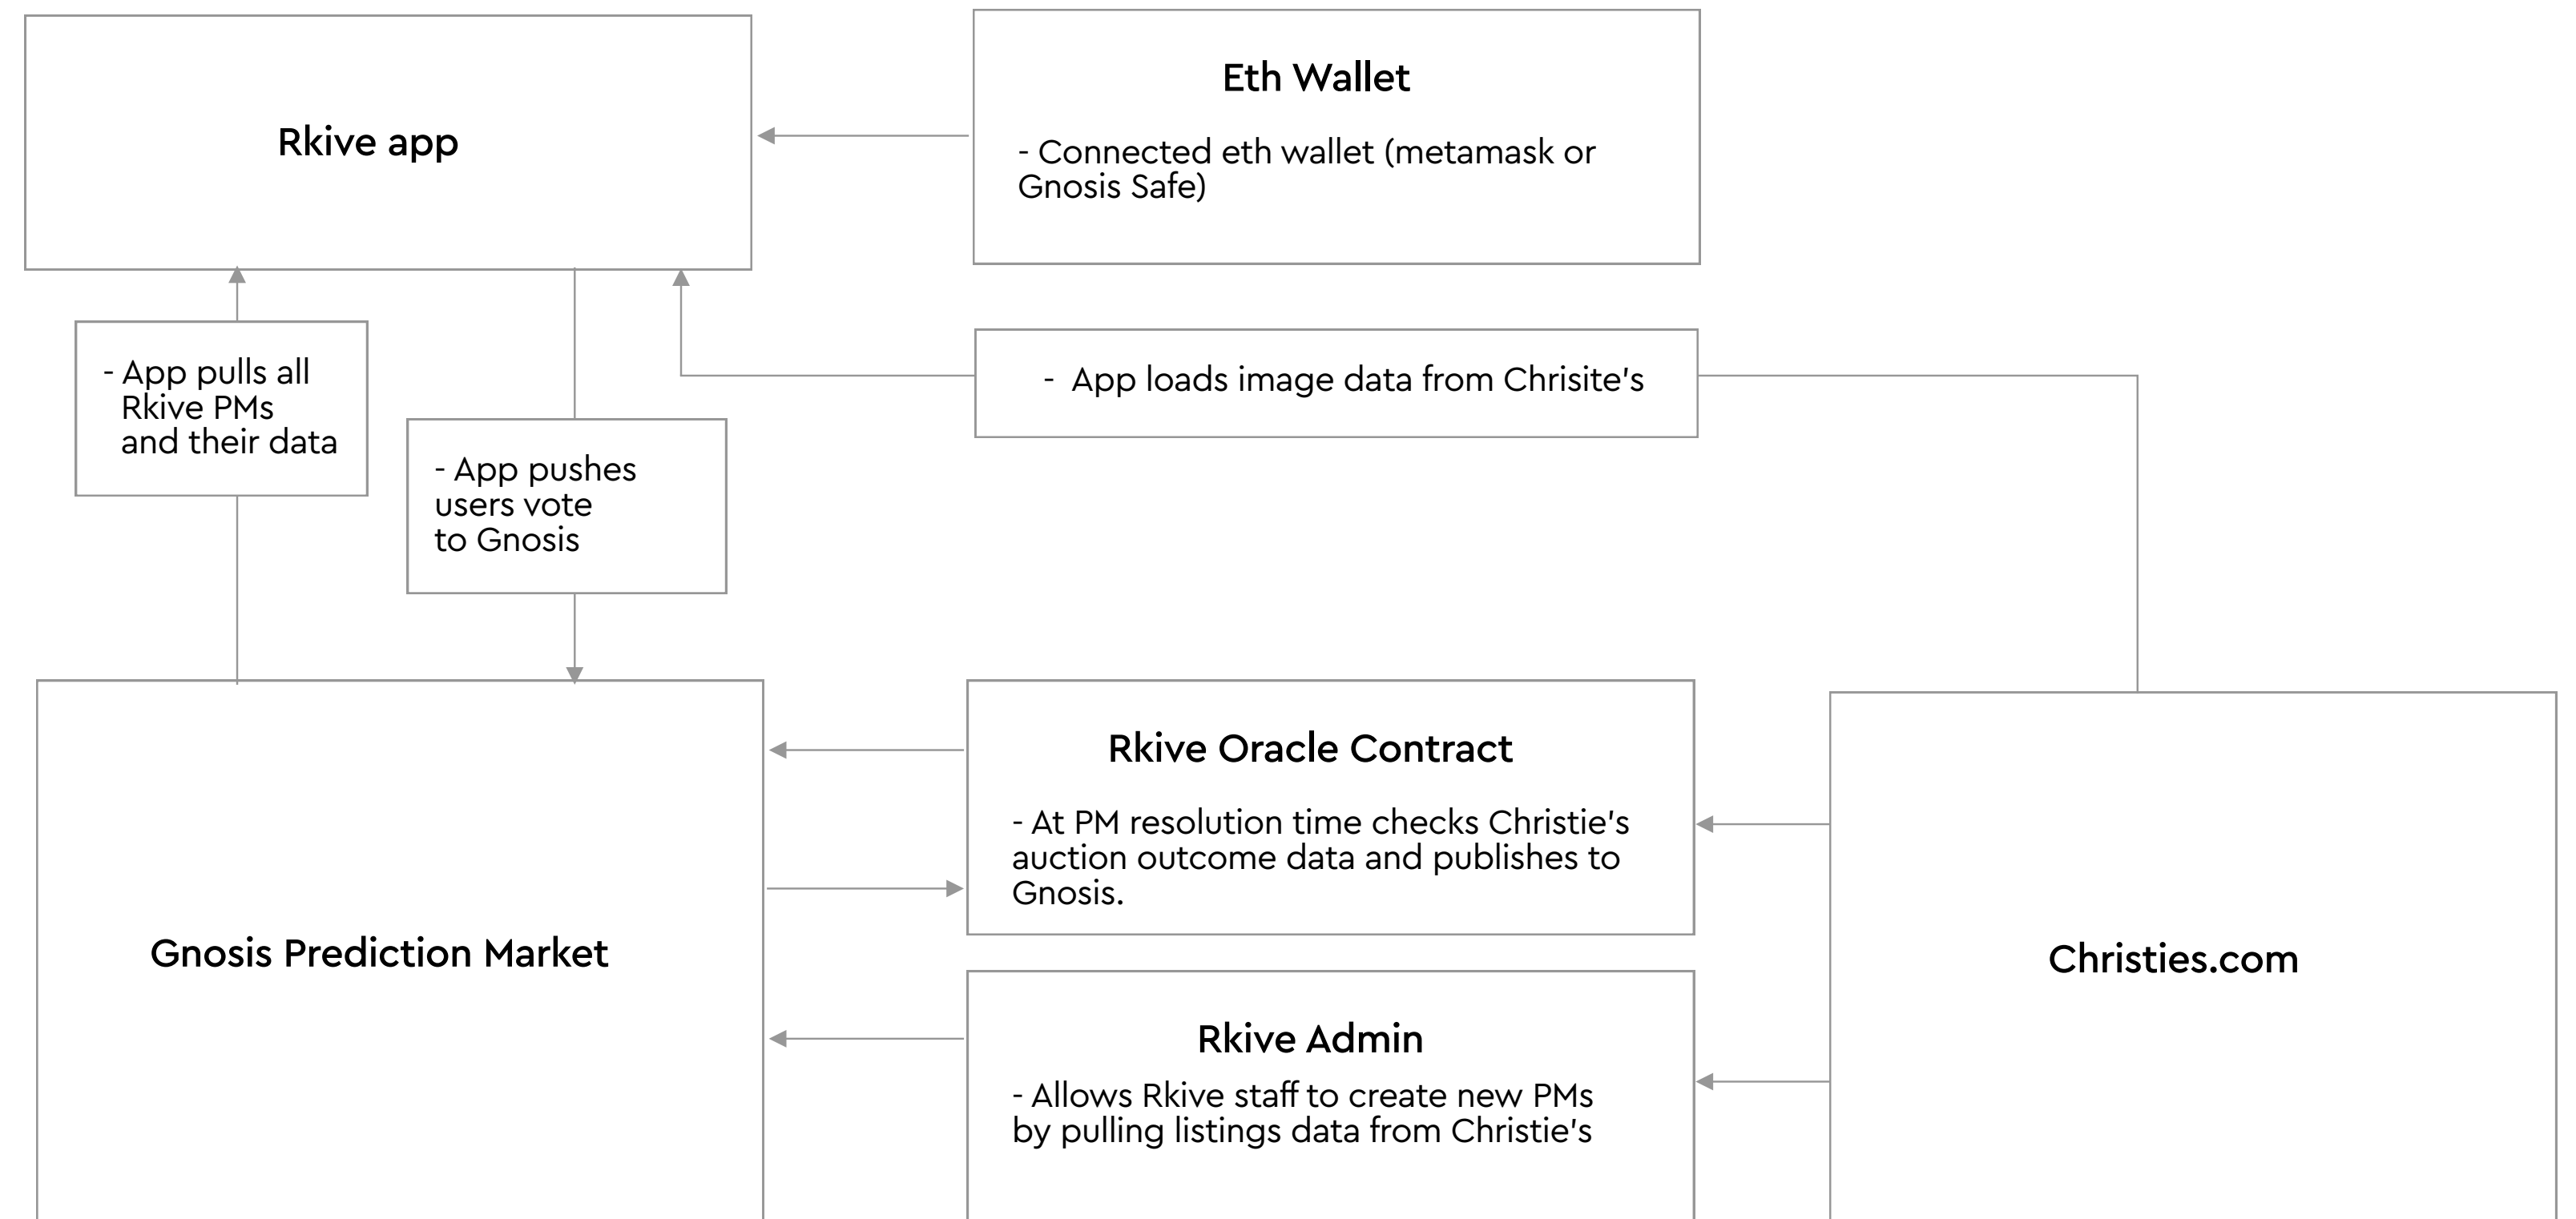 Rkive app
Eth Wallet
- Connected eth wallet (metamask or
Gnosis Safe)
- App pulls all
Rkive PMs
and their data
- App pushes
users vote
to Gnosis
- App loads image data from Chrisite's
Gnosis Prediction Market
Rkive Oracle Contract
- At PM resolution time checks Christie's
auction outcome data and publishes to
Gnosis.
Rkive Admin
- Allows Rkive staff to create new PMs
by pulling listings data from Christie's
Christies.com